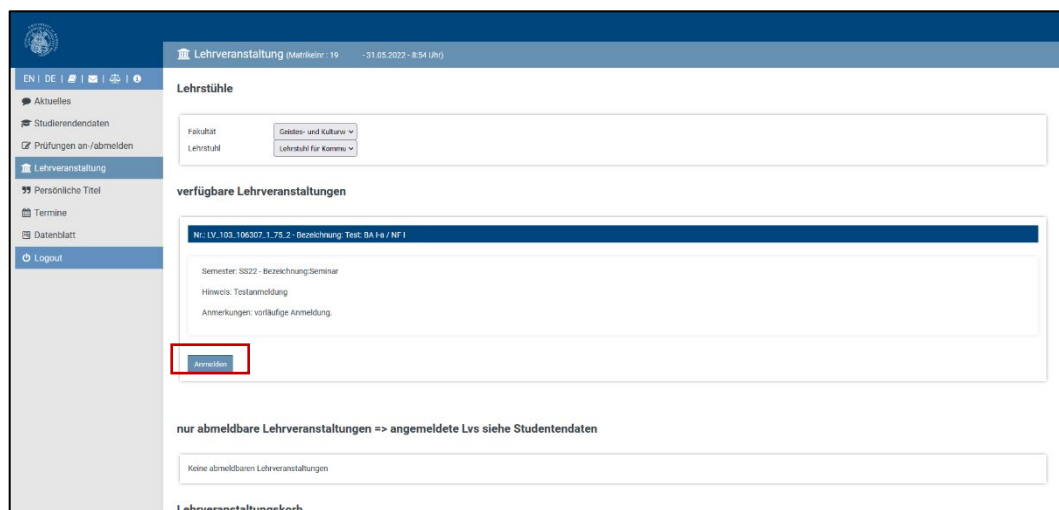 Lehrveranstaltung (Matrikelnr : 19 - 31.05.2022 - 8:54 Uhr)
EN | DE | | | |
Aktuelles
Studierendendaten
Prüfungen an-/abmelden
Lehrveranstaltung
Persönliche Titel
Termine
Datenblatt
Logout
Lehrstühle
Fakultät Geistes- und Kulturw
Lehrstuhl Lehrstuhl für Kommu
verfügbare Lehrveranstaltungen
Nr.: LV_103_106307_1_75_2 - Bezeichnung: Test: BA I-a / NF I
Semester: SS22 - Bezeichnung:Seminar
Hinweis: Testanmeldung
Anmerkungen: vorläufige Anmeldung.
Anmelden
nur abmeldbare Lehrveranstaltungen => angemeldete Lvs siehe Studentendaten
Keine abmeldbaren Lehrveranstaltungen
Lehrveranstaltungskorb